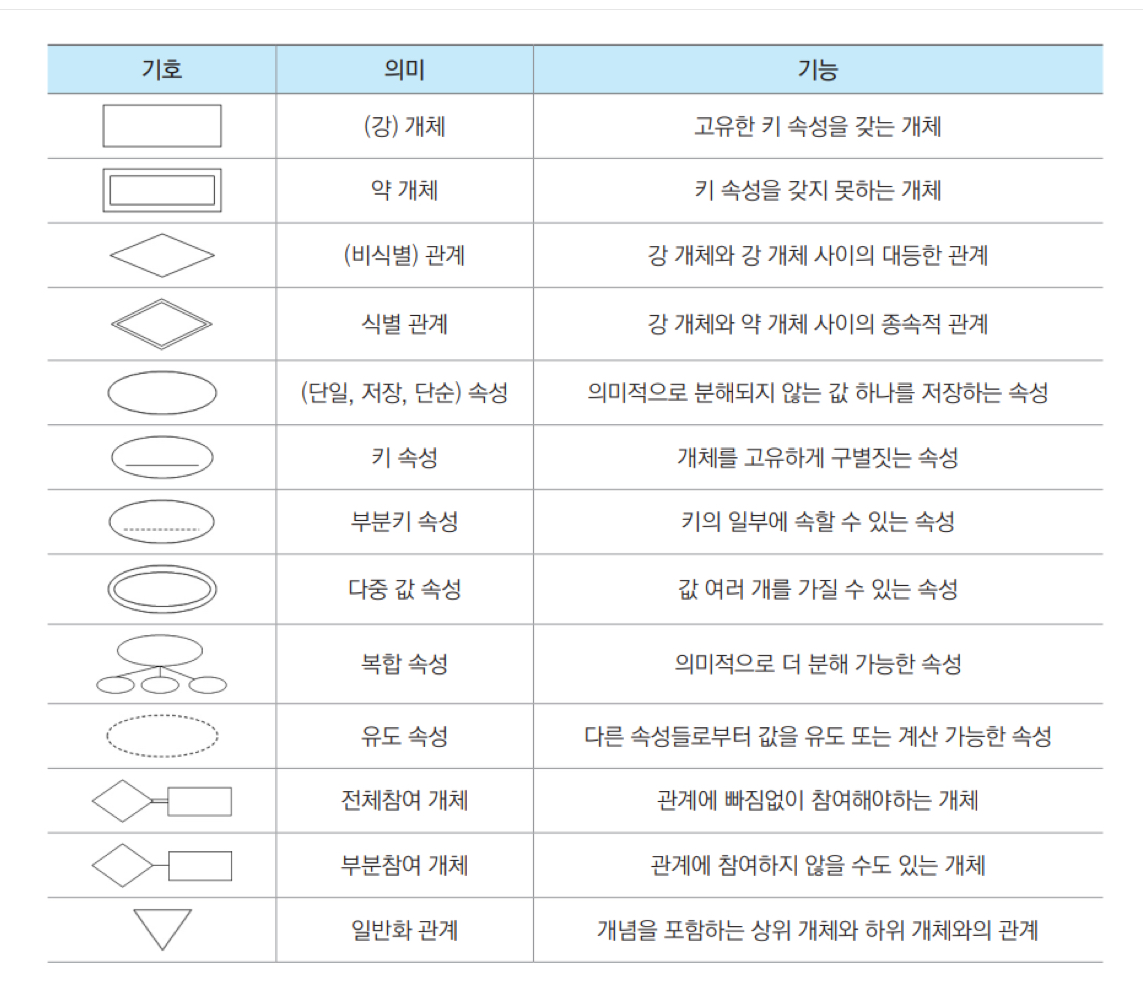 기호 의미 기능
(강) 개체 고유한 키 속성을 갖는 개체
약 개체 키 속성을 갖지 못하는 개체
(비식별) 관계 강 개체와 강 개체 사이의 대등한 관계
식별 관계 강 개체와 약 개체 사이의 종속적 관계
(단일, 저장, 단순) 속성 의미적으로 분해되지 않는 값 하나를 저장하는 속성
키 속성 개체를 고유하게 구별짓는 속성
부분키 속성 키의 일부에 속할 수 있는 속성
다중 값 속성 값 여러 개를 가질 수 있는 속성
복합 속성 의미적으로 더 분해 가능한 속성
유도 속성 다른 속성들로부터 값을 유도 또는 계산 가능한 속성
전체참여 개체 관계에 빠짐없이 참여해야하는 개체
부분참여 개체 관계에 참여하지 않을 수도 있는 개체
일반화 관계 개념을 포함하는 상위 개체와 하위 개체와의 관계